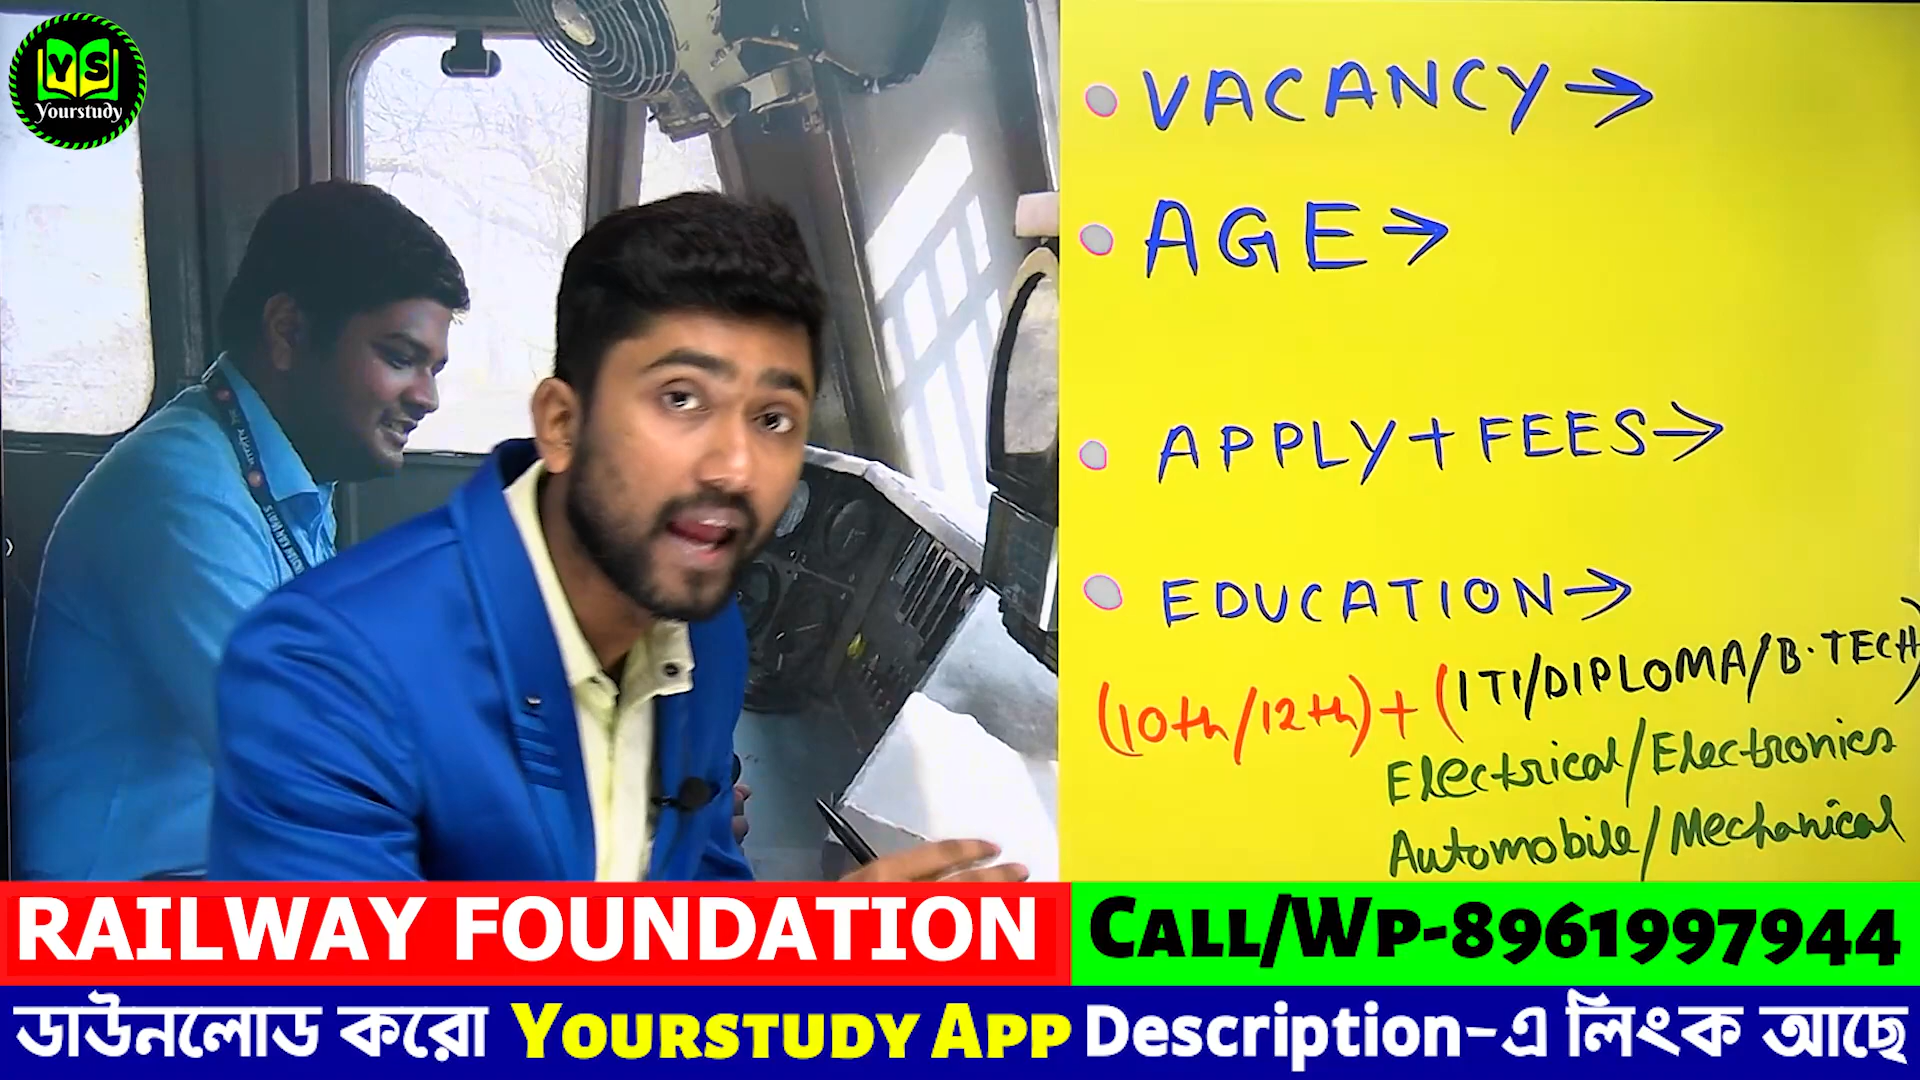 YS
Yourstudy
VACANCY→
AGE→
APPLY+FEES→
EDUCATION→
(10th/12th)+(ITI/DIPLOMA/B.TECH)
Electrical/Electronics
Automobile/Mechanical
RAILWAY FOUNDATION
CALL/WP-8961997944
ডাউনলোড করো YOURSTUDY APP Description-এ লিংক আছে